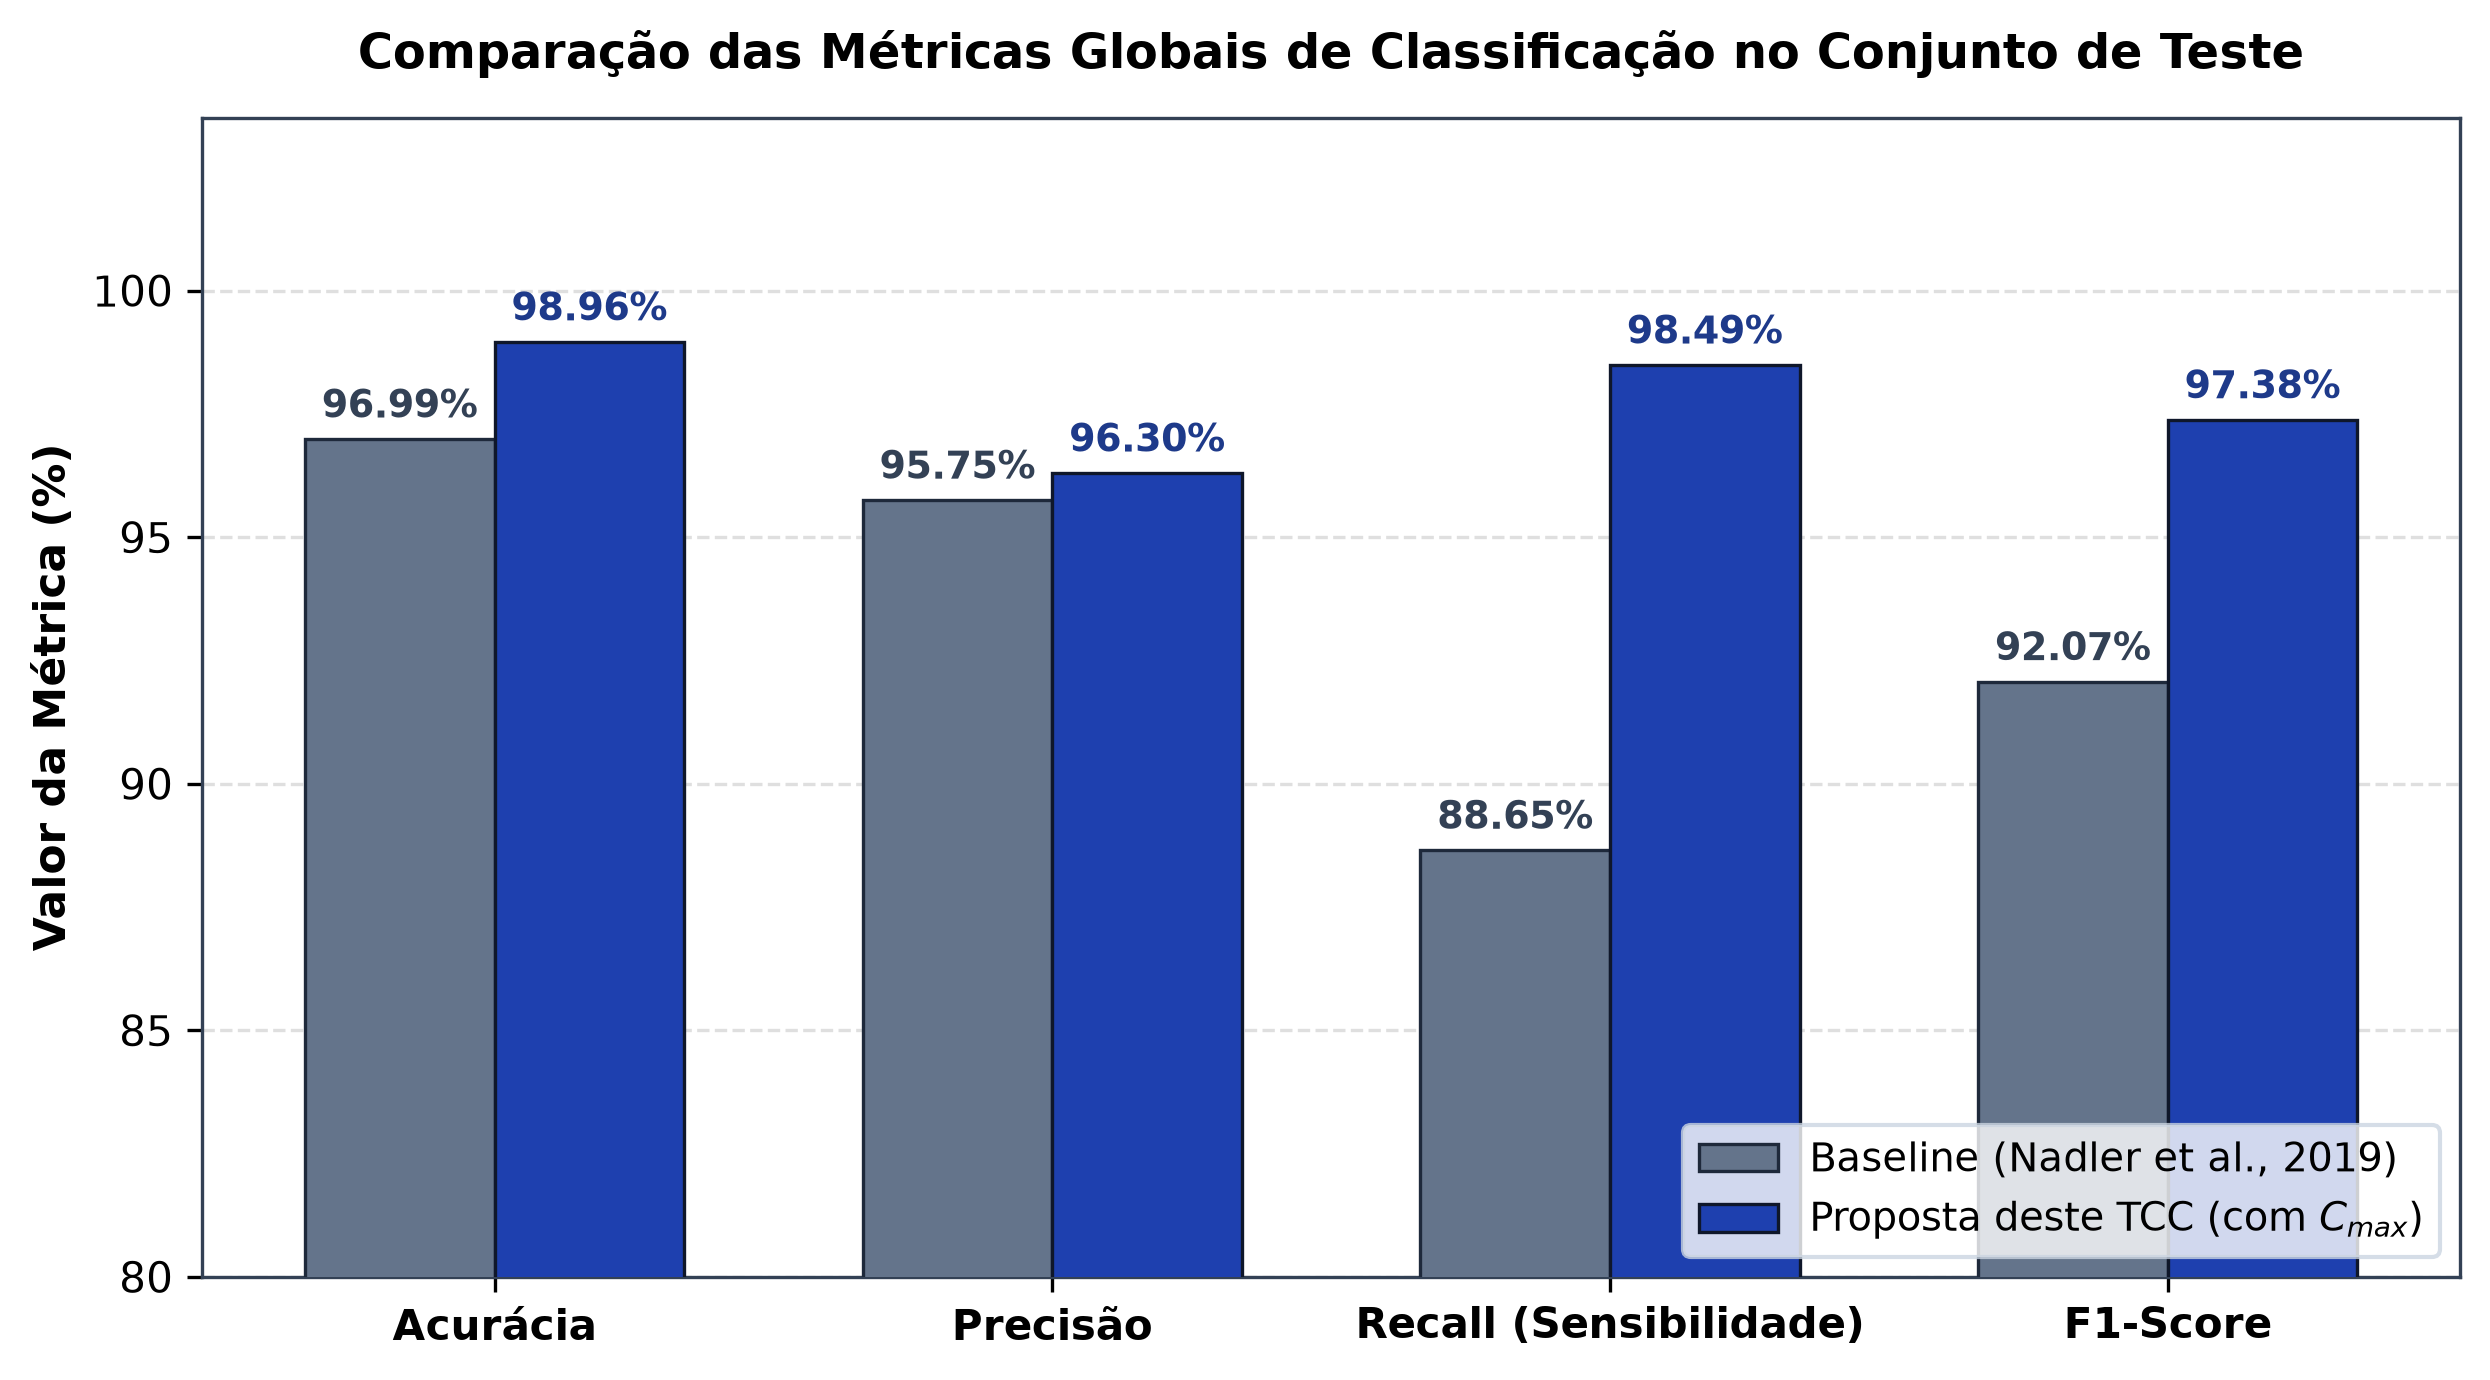 Comparação das Métricas Globais de Classificação no Conjunto de Teste
Valor da Métrica (%)
100
95
90
85
80
96.99%
98.96%
95.75%
96.30%
88.65%
98.49%
92.07%
97.38%
Baseline (Nadler et al., 2019)
Proposta deste TCC (com C_max)
Acurácia
Precisão
Recall (Sensibilidade)
F1-Score